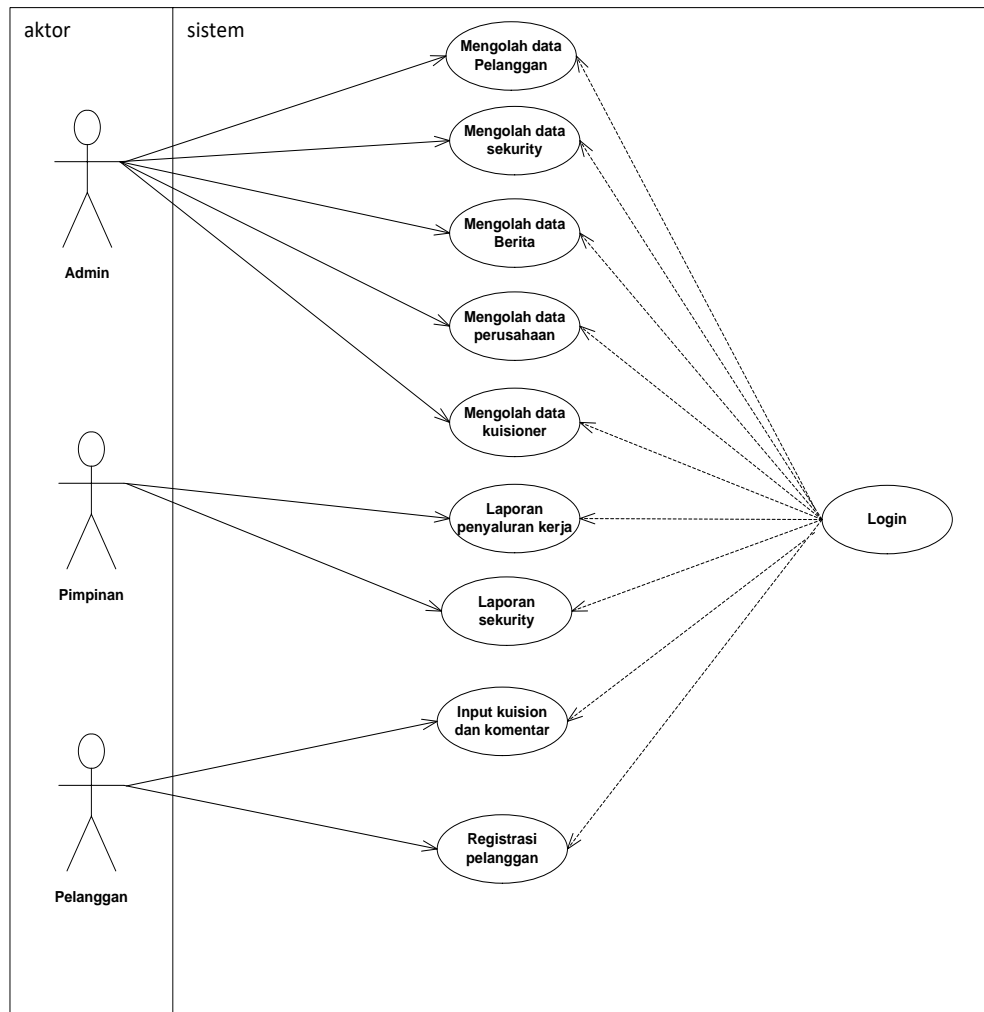 aktor
sistem
Mengolah data
Pelanggan
Mengolah data
sekurity
Mengolah data
Berita
Admin
Mengolah data
perusahaan
Mengolah data
kuisioner
Laporan
penyaluran kerja
Login
Pimpinan
Laporan
sekurity
Input kuision
dan komentar
Registrasi
pelanggan
Pelanggan